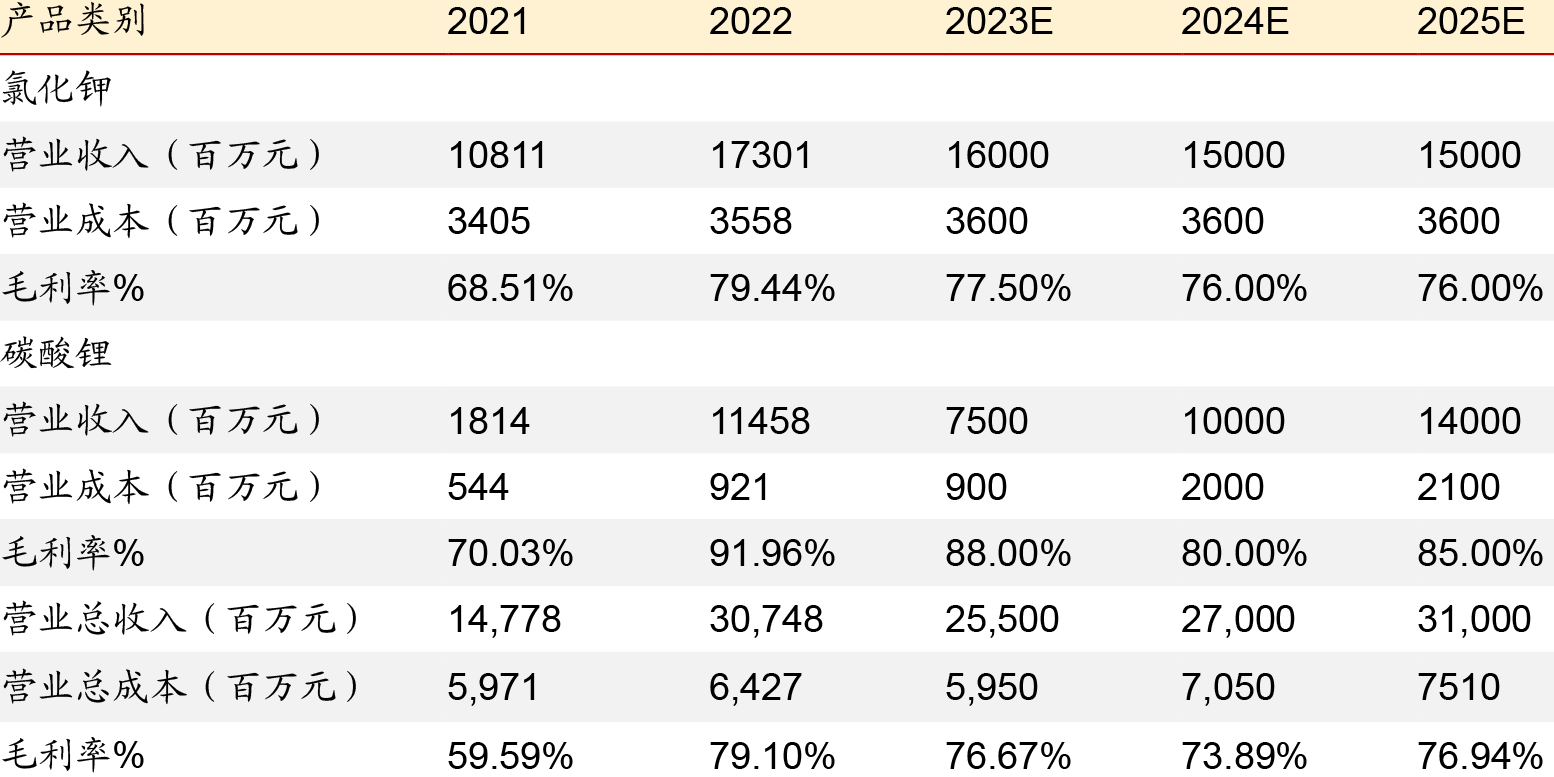 产品类别 2021 2022 2023E 2024E 2025E
氯化钾
营业收入（百万元） 10811 17301 16000 15000 15000
营业成本（百万元） 3405 3558 3600 3600 3600
毛利率% 68.51% 79.44% 77.50% 76.00% 76.00%
碳酸锂
营业收入（百万元） 1814 11458 7500 10000 14000
营业成本（百万元） 544 921 900 2000 2100
毛利率% 70.03% 91.96% 88.00% 80.00% 85.00%
营业总收入（百万元） 14,778 30,748 25,500 27,000 31,000
营业总成本（百万元） 5,971 6,427 5,950 7,050 7510
毛利率% 59.59% 79.10% 76.67% 73.89% 76.94%